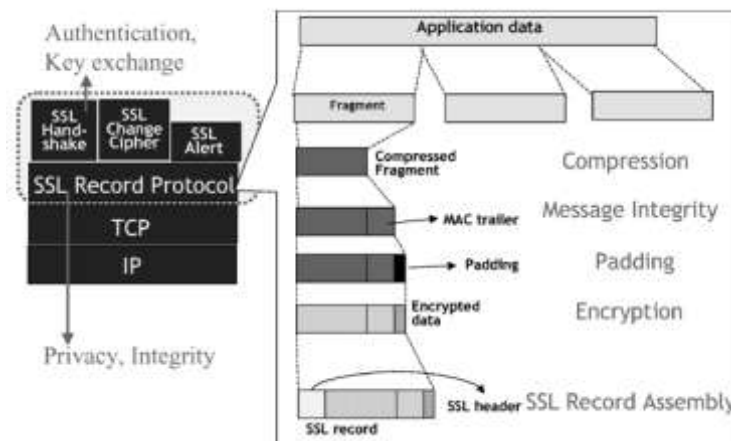 Authentication,
Key exchange
SSL
Hand-
shake
SSL
Change
Cipher
SSL
Alert
SSL Record Protocol
TCP
IP
Privacy, Integrity
Application data
Fragment
Compressed
Fragment
Compression
MAC trailer
Message Integrity
Padding
Padding
Encrypted
data
Encryption
SSL header
SSL Record Assembly
SSL record